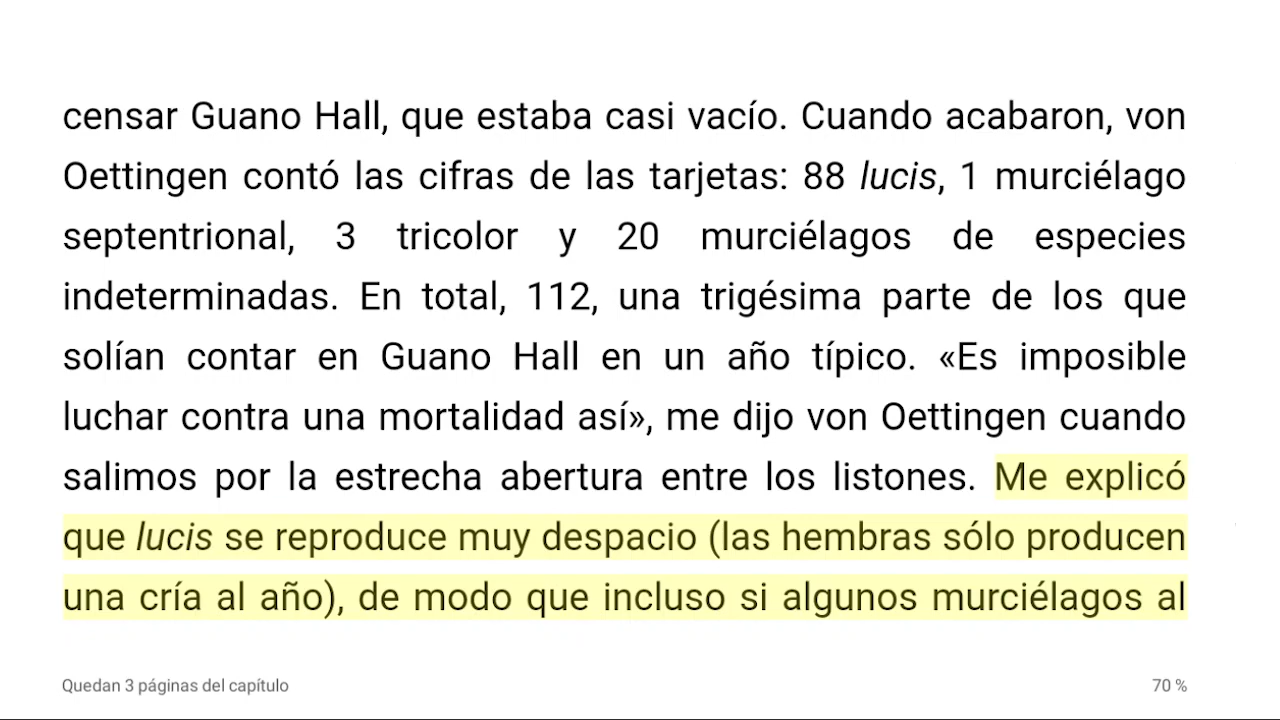 censar Guano Hall, que estaba casi vacío. Cuando acabaron, von
Oettingen contó las cifras de las tarjetas: 88 lucis, 1 murciélago
septentrional, 3 tricolor y 20 murciélagos de especies
indeterminadas. En total, 112, una trigésima parte de los que
solían contar en Guano Hall en un año típico. «Es imposible
luchar contra una mortalidad así», me dijo von Oettingen cuando
salimos por la estrecha abertura entre los listones. Me explicó
que lucis se reproduce muy despacio (las hembras sólo producen
una cría al año), de modo que incluso si algunos murciélagos al
Quedan 3 páginas del capítulo
70 %